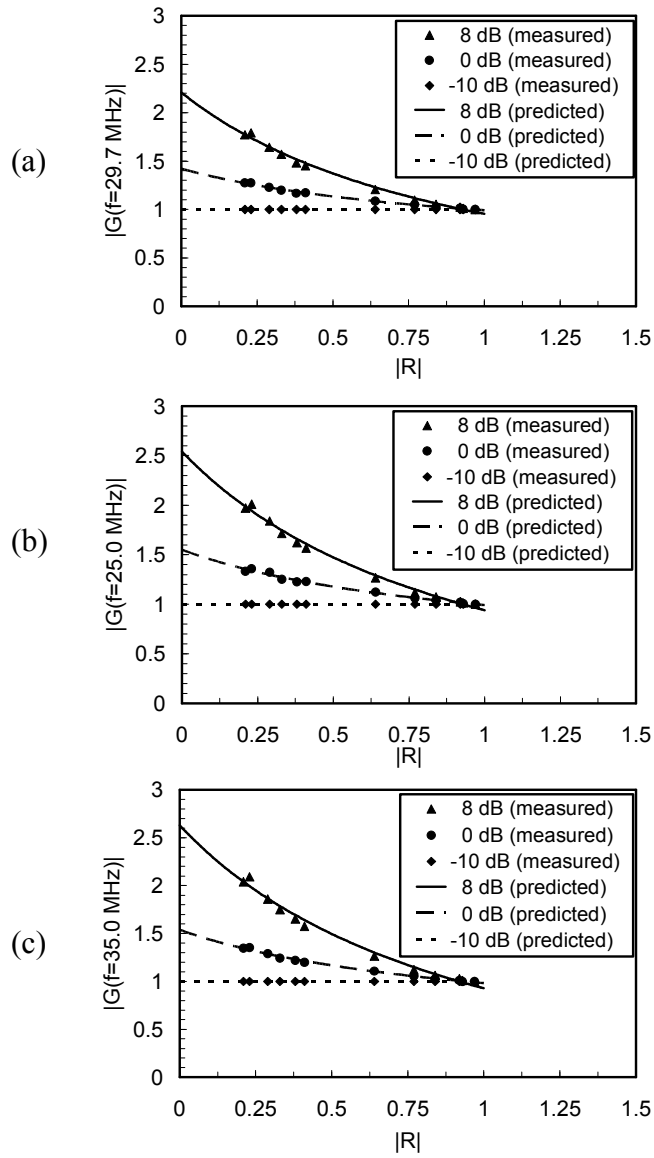 (a)
|G(f=29.7 MHz)|
3
2.5
2
1.5
1
0.5
0
0 0.25 0.5 0.75 1 1.25 1.5
|R|
8 dB (measured)
0 dB (measured)
-10 dB (measured)
8 dB (predicted)
0 dB (predicted)
-10 dB (predicted)
(b)
|G(f=25.0 MHz)|
3
2.5
2
1.5
1
0.5
0
0 0.25 0.5 0.75 1 1.25 1.5
|R|
8 dB (measured)
0 dB (measured)
-10 dB (measured)
8 dB (predicted)
0 dB (predicted)
-10 dB (predicted)
(c)
|G(f=35.0 MHz)|
3
2.5
2
1.5
1
0.5
0
0 0.25 0.5 0.75 1 1.25 1.5
|R|
8 dB (measured)
0 dB (measured)
-10 dB (measured)
8 dB (predicted)
0 dB (predicted)
-10 dB (predicted)